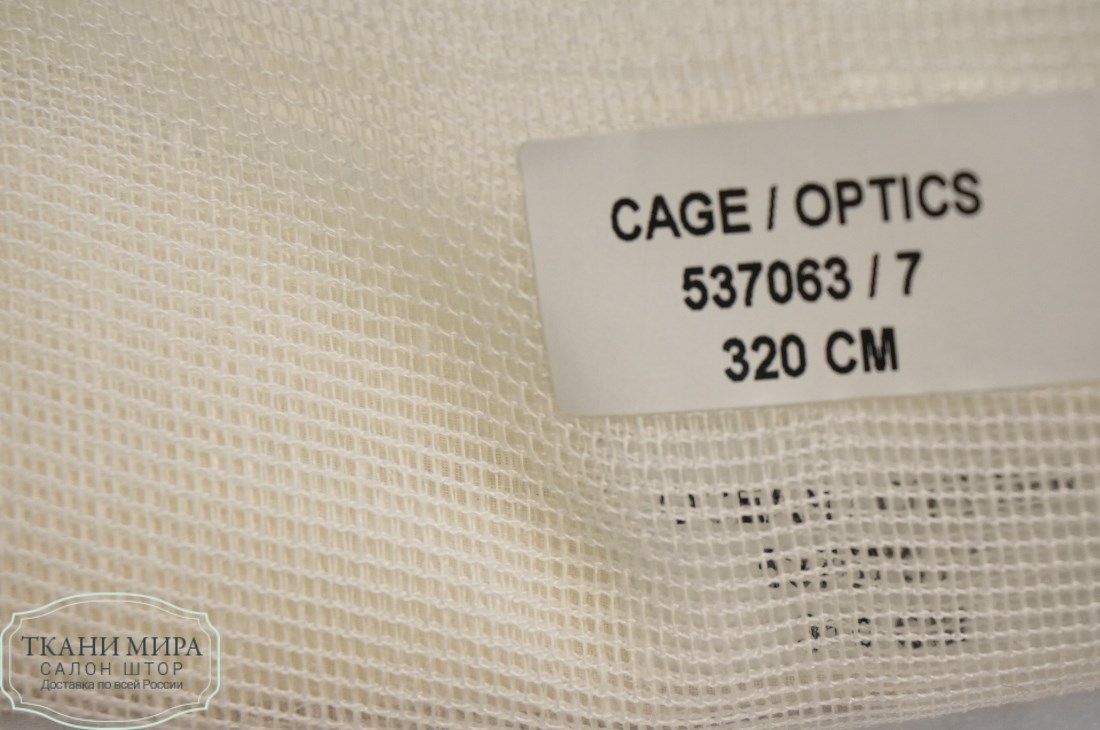 CAGE / OPTICS
537063 / 7
320 CM
ТКАНИ МИРА
САЛОН ШТОР
Доставка по всей России